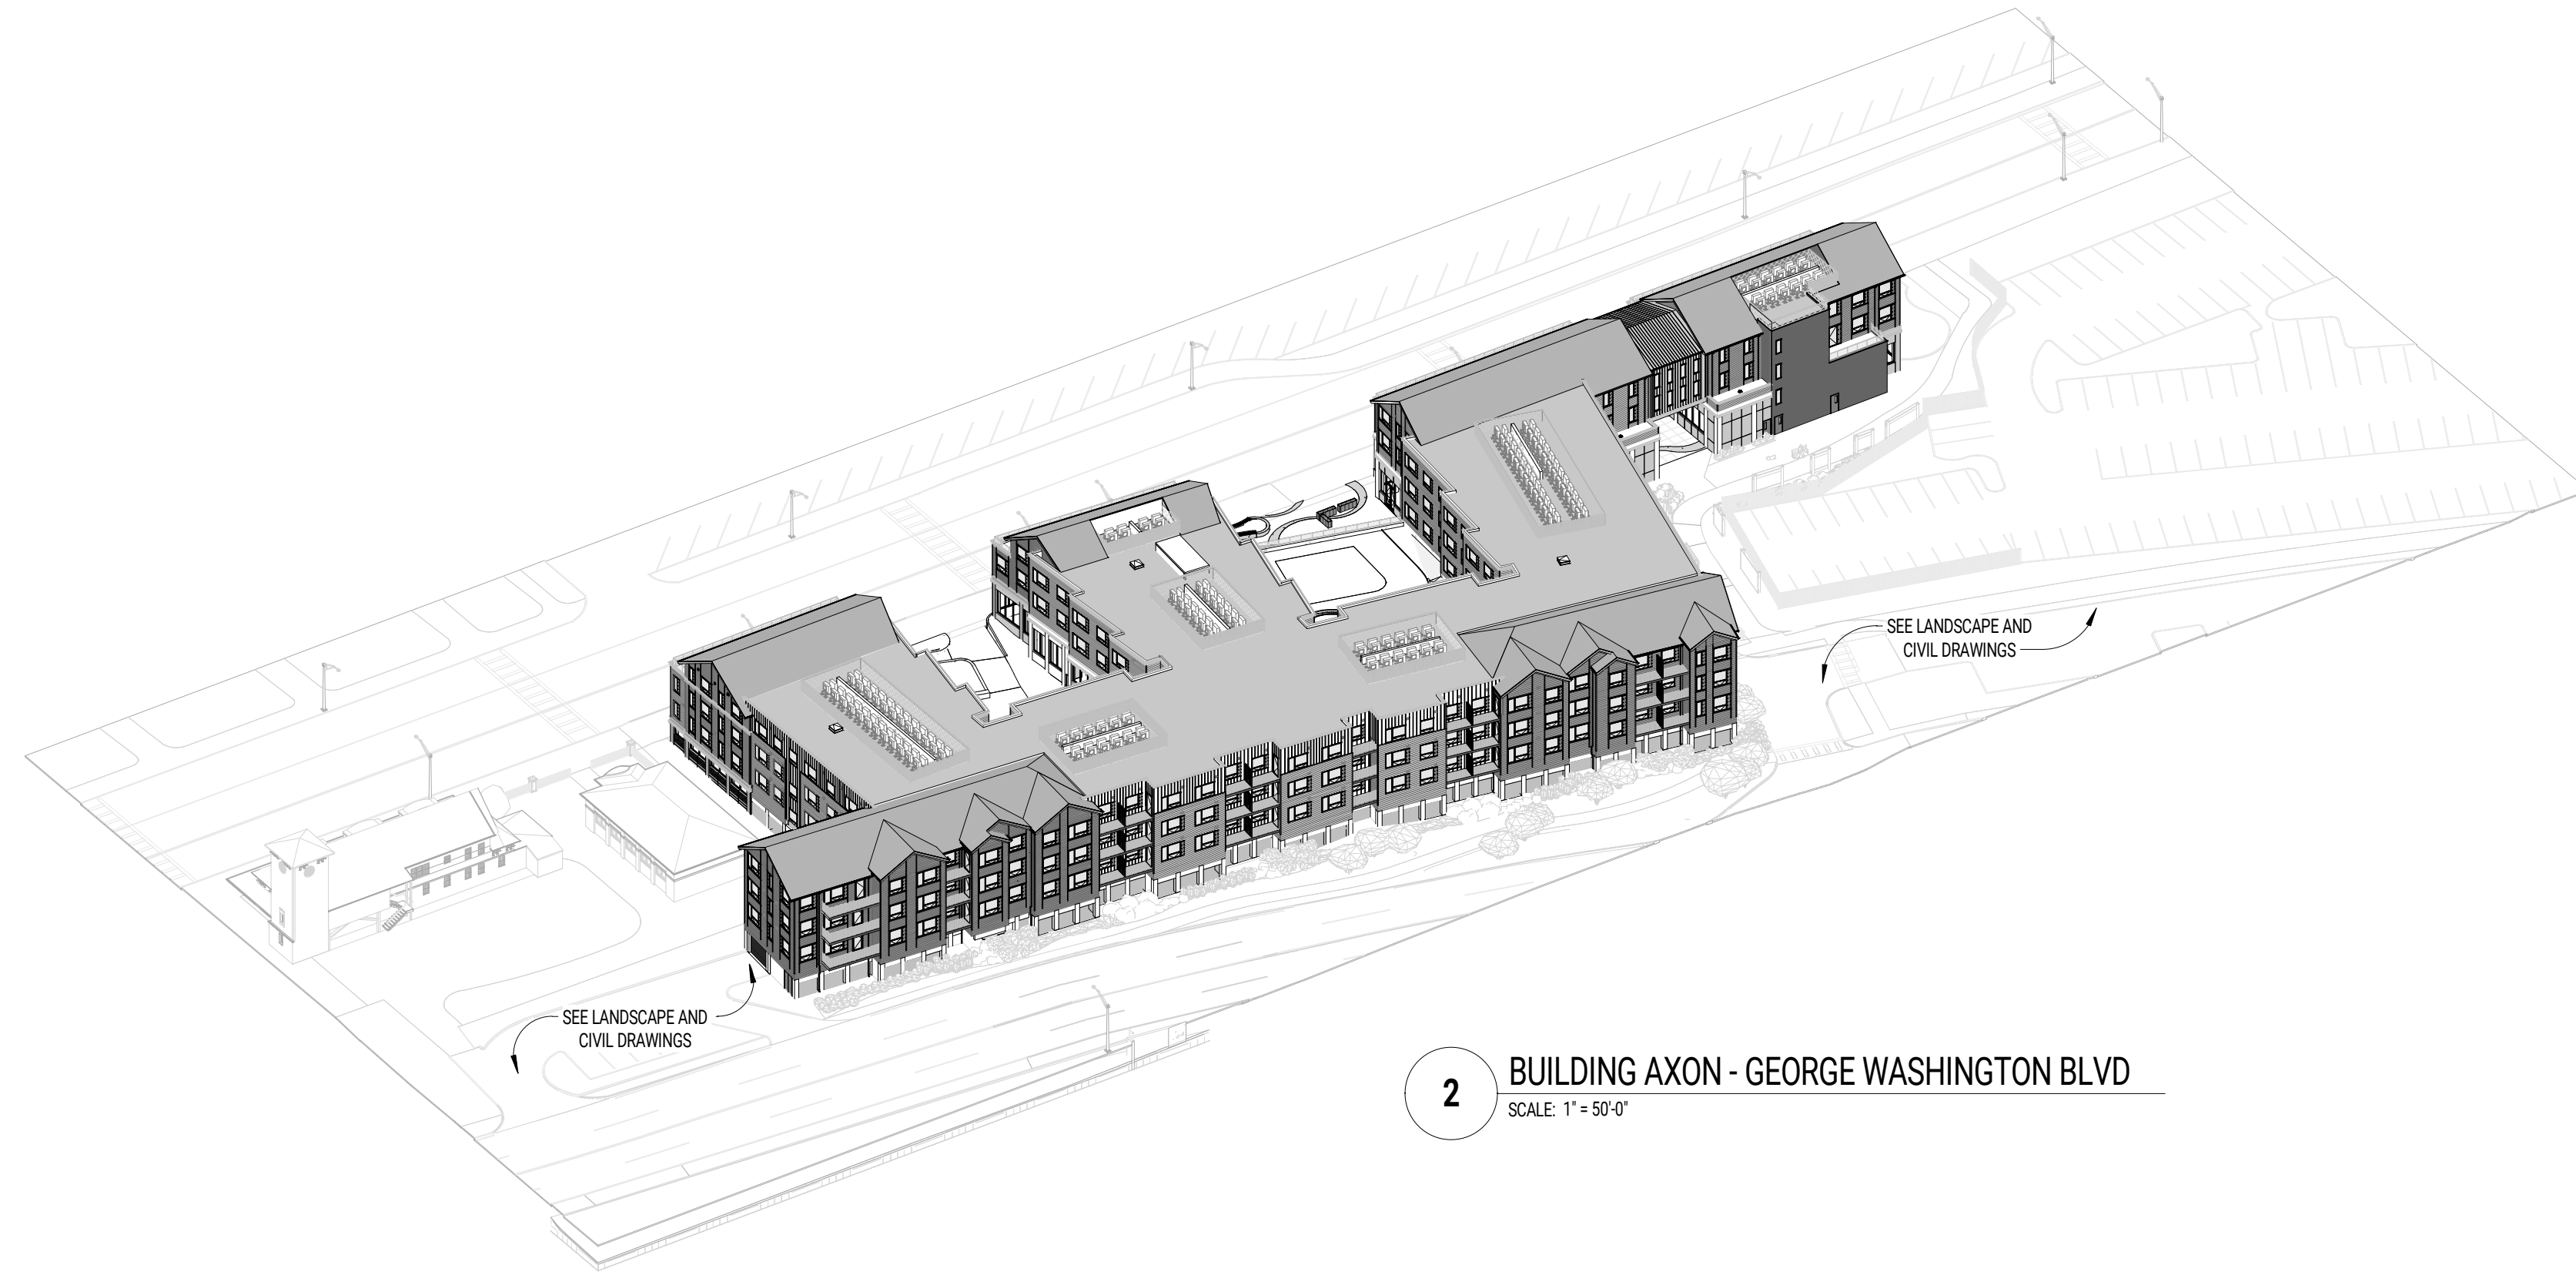 SEE LANDSCAPE AND
CIVIL DRAWINGS
SEE LANDSCAPE AND
CIVIL DRAWINGS
2
BUILDING AXON - GEORGE WASHINGTON BLVD
SCALE: 1" = 50'-0"